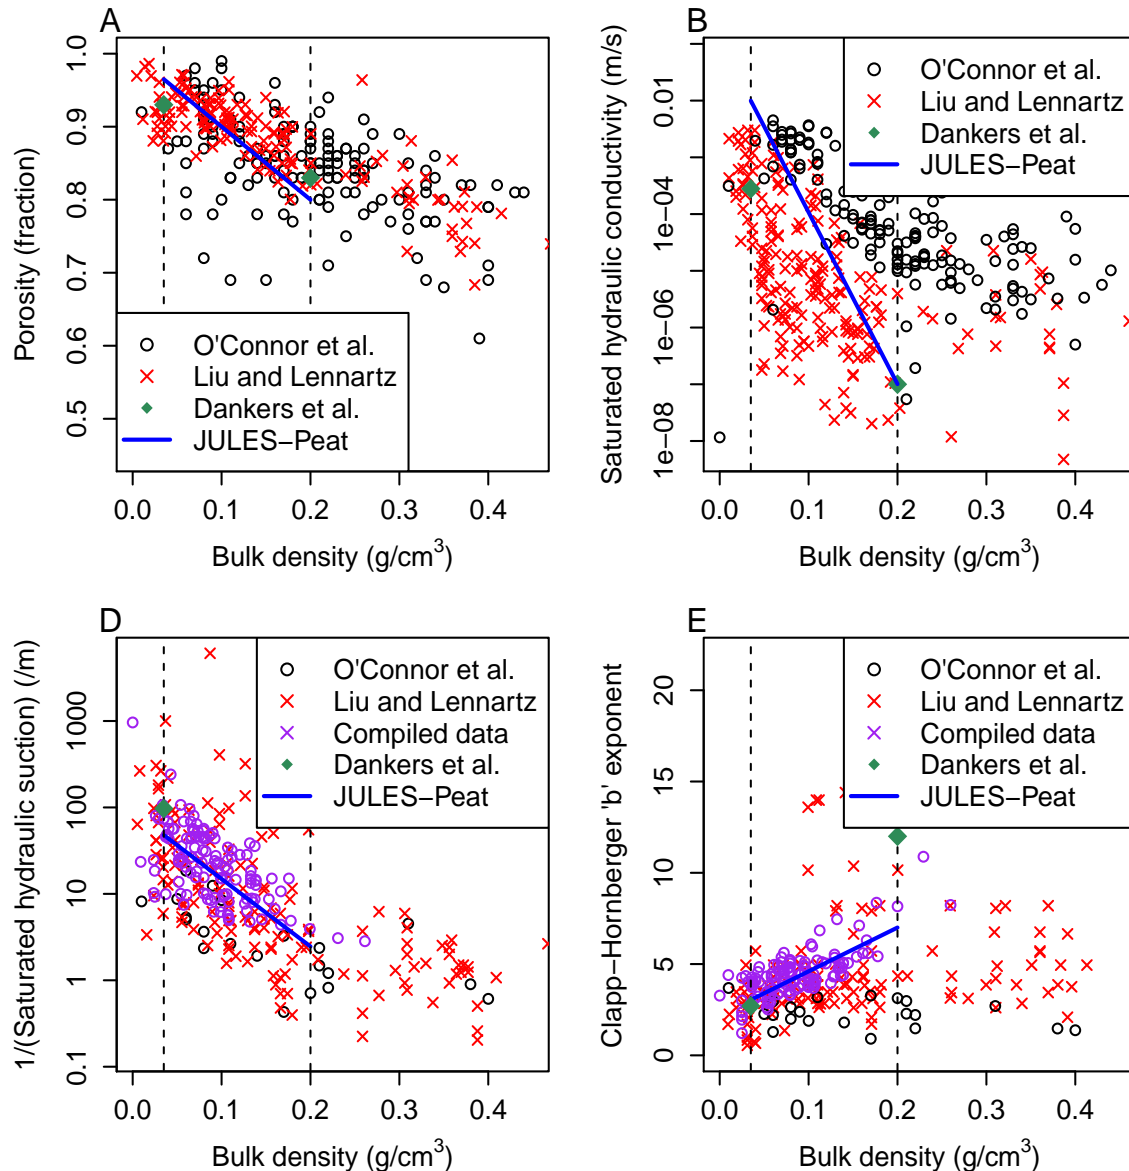 A
Porosity (fraction)
1.0
0.9
0.8
0.7
0.6
0.5
O'Connor et al.
Liu and Lennartz
Dankers et al.
JULES−Peat
0.0 0.1 0.2 0.3 0.4
Bulk density (g/cm³)
B
Saturated hydraulic conductivity (m/s)
0.01
1e−04
1e−06
1e−08
O'Connor et al.
Liu and Lennartz
Dankers et al.
JULES−Peat
0.0 0.1 0.2 0.3 0.4
Bulk density (g/cm³)
D
1/(Saturated hydraulic suction) (/m)
1000
100
10
1
0.1
O'Connor et al.
Liu and Lennartz
Compiled data
Dankers et al.
JULES−Peat
0.0 0.1 0.2 0.3 0.4
Bulk density (g/cm³)
E
Clapp−Hornberger 'b' exponent
20
15
10
5
0
O'Connor et al.
Liu and Lennartz
Compiled data
Dankers et al.
JULES−Peat
0.0 0.1 0.2 0.3 0.4
Bulk density (g/cm³)